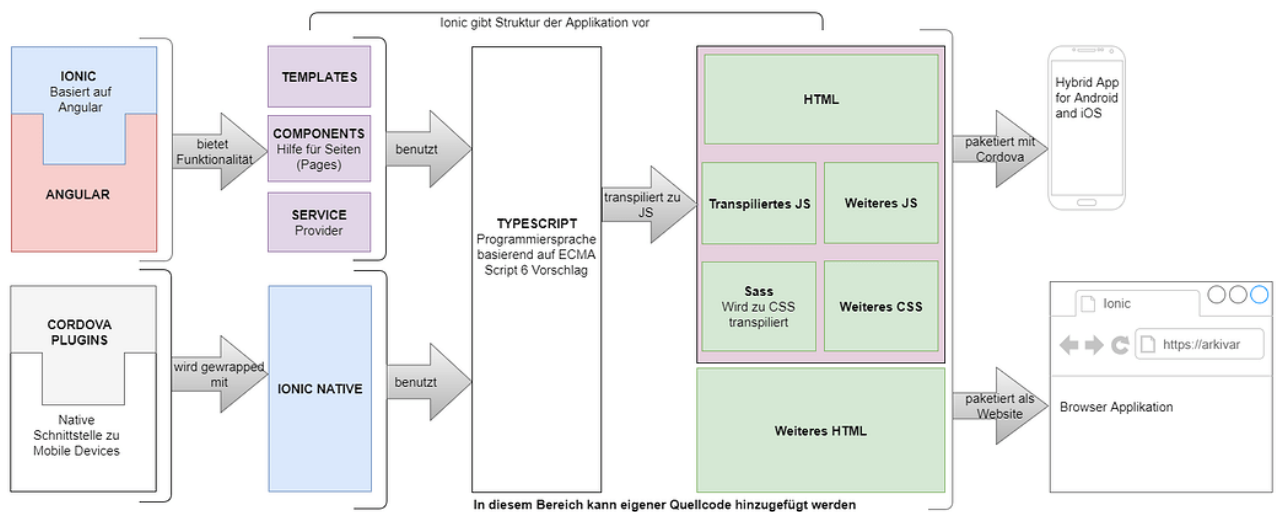 Ionic gibt Struktur der Applikation vor
IONIC
Basiert auf
Angular
ANGULAR
bietet
Funktionalität
TEMPLATES
COMPONENTS
Hilfe für Seiten
(Pages)
SERVICE
Provider
benutzt
CORDOVA
PLUGINS
Native
Schnittstelle zu
Mobile Devices
wird gewrapped
mit
IONIC NATIVE
benutzt
TYPESCRIPT
Programmiersprache
basierend auf ECMA
Script 6 Vorschlag
transpiliert zu
JS
HTML
Transpiliertes JS
Weiteres JS
Sass
Wird zu CSS
transpiliert
Weiteres CSS
Weiteres HTML
In diesem Bereich kann eigener Quellcode hinzugefügt werden
paketiert mit
Cordova
Hybrid App
for Android
and iOS
paketiert als
Website
Ionic
https://arkivar
Browser Applikation